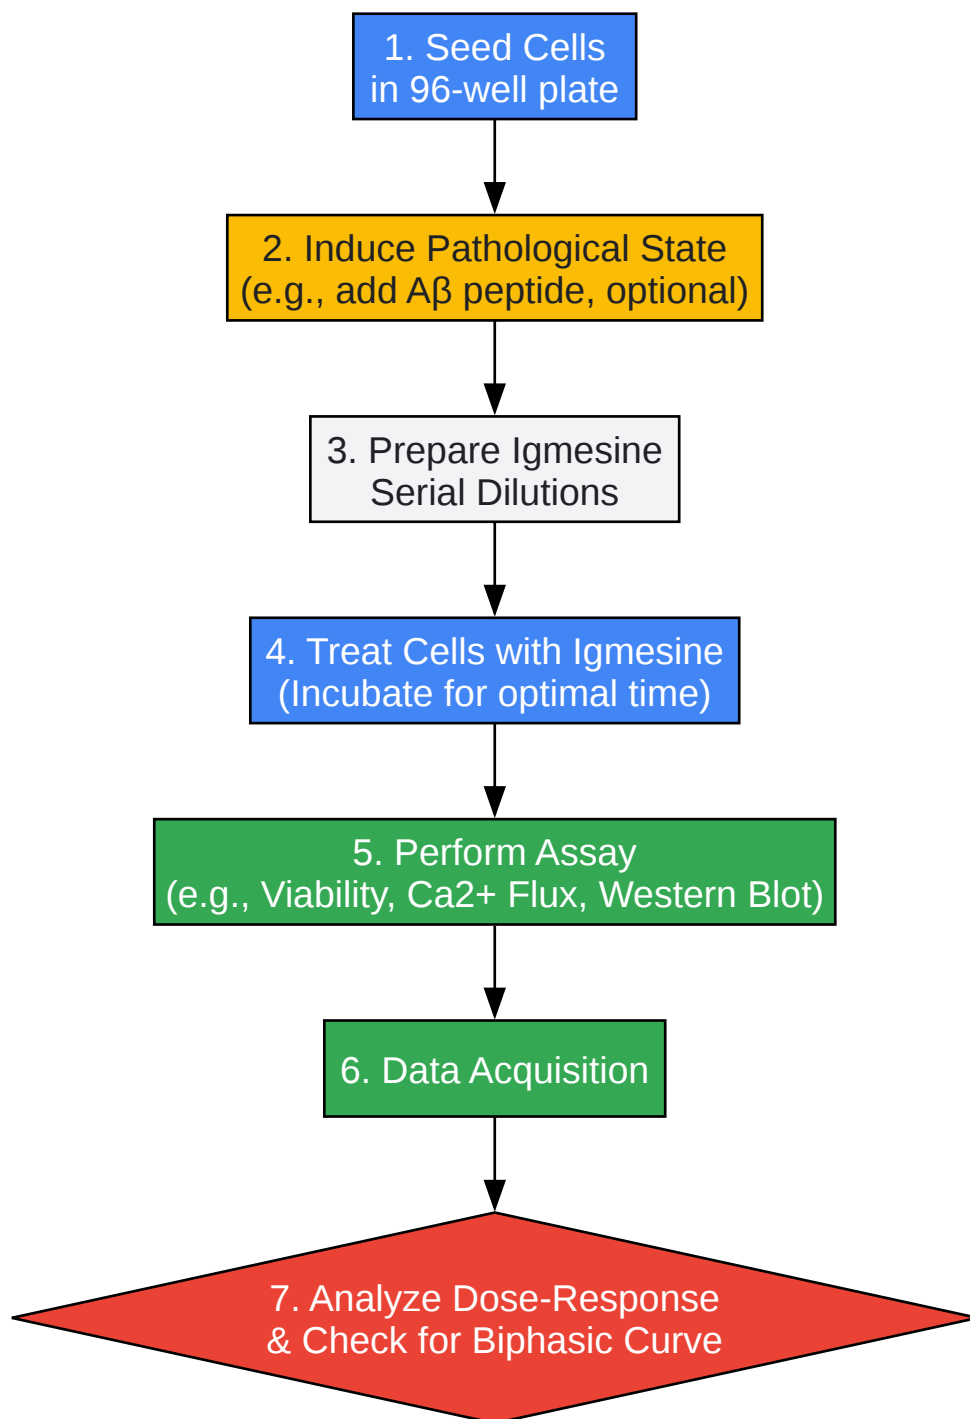 1. Seed Cells
in 96-well plate
2. Induce Pathological State
(e.g., add Aβ peptide, optional)
3. Prepare Igmesine
Serial Dilutions
4. Treat Cells with Igmesine
(Incubate for optimal time)
5. Perform Assay
(e.g., Viability, Ca2+ Flux, Western Blot)
6. Data Acquisition
7. Analyze Dose-Response
& Check for Biphasic Curve